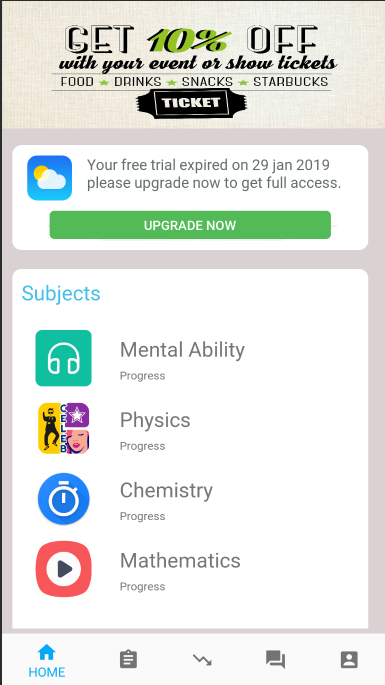 GET 10% OFF
with your event or show tickets
FOOD ★ DRINKS ★ SNACKS ★ STARBUCKS
TICKET
Your free trial expired on 29 jan 2019
please upgrade now to get full access.
UPGRADE NOW
Subjects
Mental Ability
Progress
CELEB
Physics
Progress
Chemistry
Progress
Mathematics
Progress
HOME